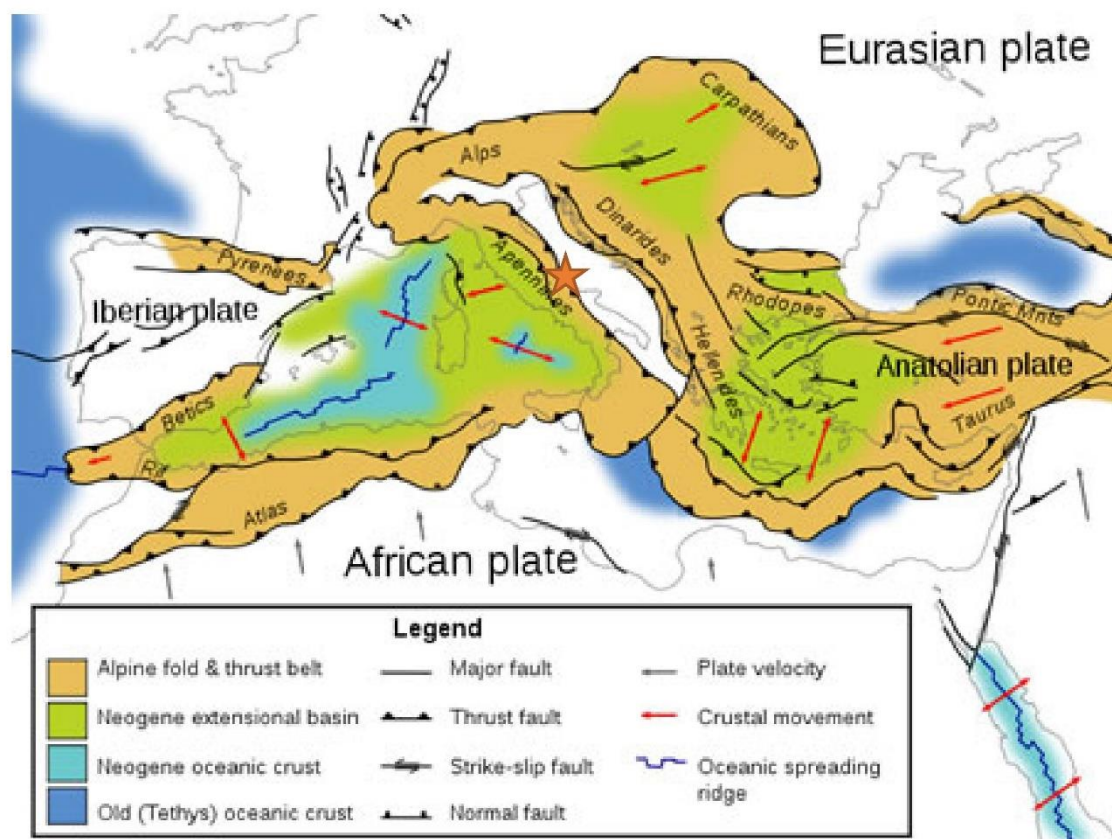 Eurasian plate
Carpathians
Alps
Dinarides
Pyrenees
Apennines
Iberian plate
Rhodopes
Pontic Mnts
Hellenides
Anatolian plate
Betics
Taurus
Rif
Atlas
African plate
Legend
Alpine fold & thrust belt
Major fault
Plate velocity
Neogene extensional basin
Thrust fault
Crustal movement
Neogene oceanic crust
Strike-slip fault
Oceanic spreading
ridge
Old (Tethys) oceanic crust
Normal fault